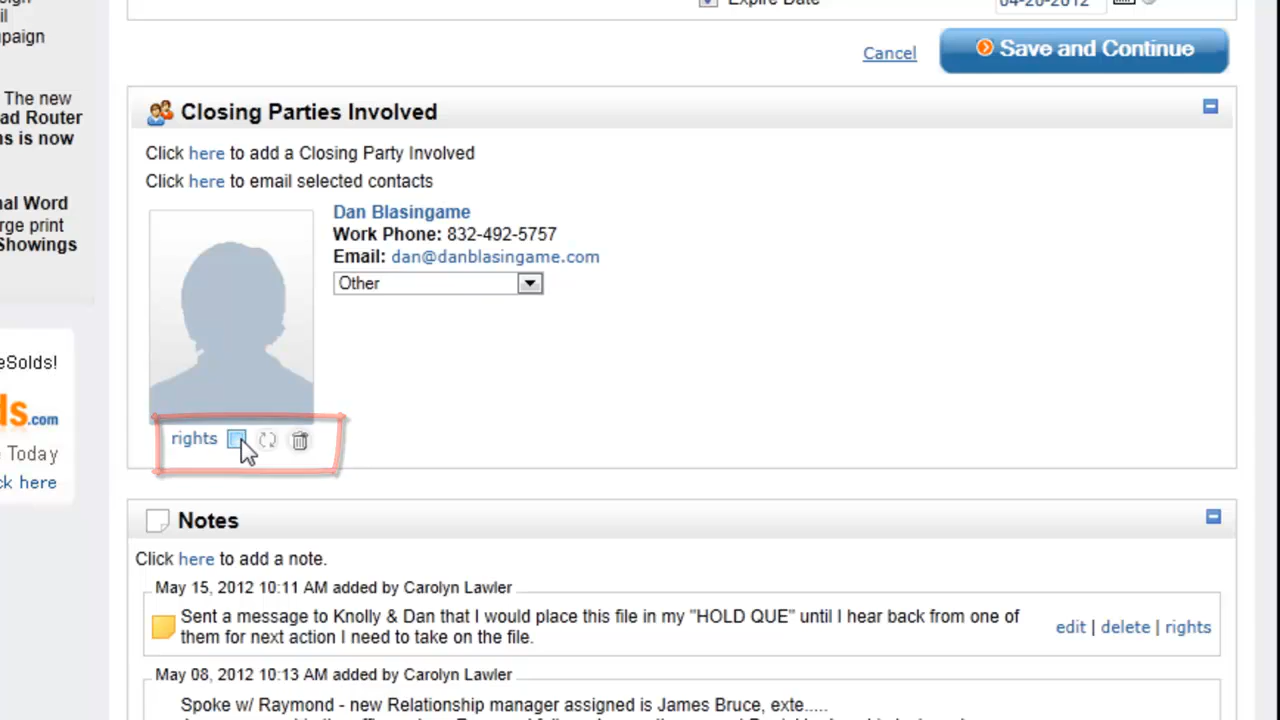 Expire Date 04-20-2012
paign
Cancel Save and Continue
The new
ad Router
ns is now
Closing Parties Involved
Click here to add a Closing Party Involved
Click here to email selected contacts
nal Word
rge print
Showings
Dan Blasingame
Work Phone: 832-492-5757
Email: dan@danblasingame.com
Other
eSolds!
ds.com
Today
ck here
rights
Notes
Click here to add a note.
May 15, 2012 10:11 AM added by Carolyn Lawler
Sent a message to Knolly & Dan that I would place this file in my "HOLD QUE" until I hear back from one of
them for next action I need to take on the file.
edit | delete | rights
May 08, 2012 10:13 AM added by Carolyn Lawler
Spoke w/ Raymond - new Relationship manager assigned is James Bruce, exte.....